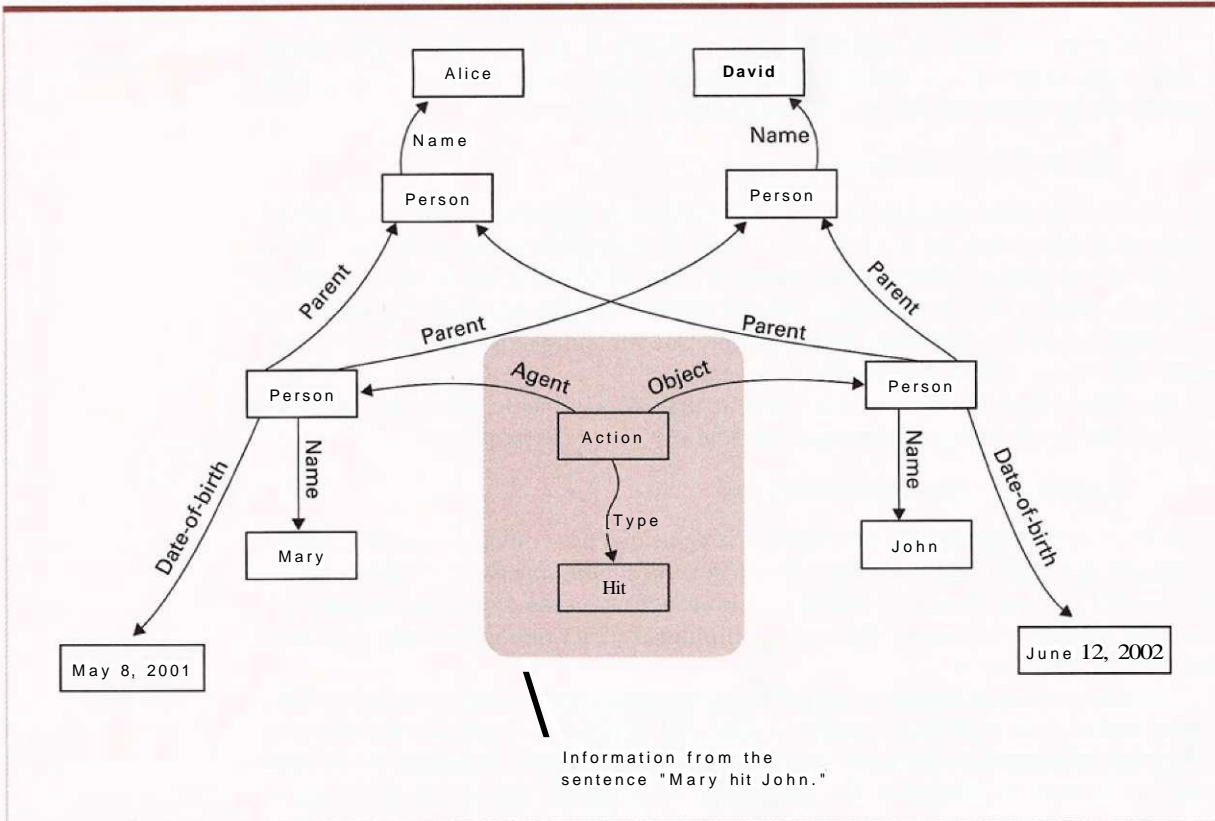 Alice
David
Name
Name
Person
Person
Parent
Parent
Parent
Parent
Agent
Object
Person
Person
Action
Name
Name
Date-of-birth
Date-of-birth
Type
Mary
John
Hit
May 8, 2001
June 12, 2002
Information from the
sentence "Mary hit John."